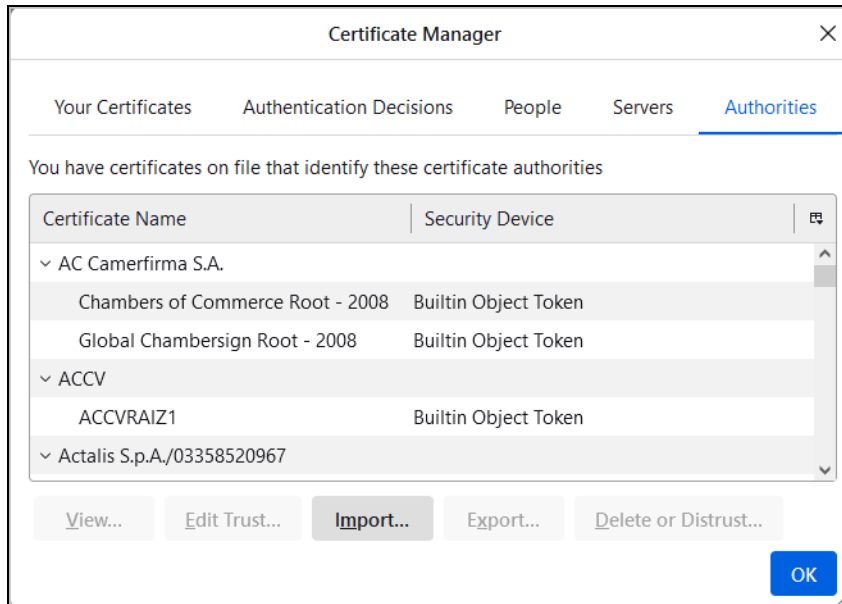 Certificate Manager
Your Certificates Authentication Decisions People Servers Authorities
You have certificates on file that identify these certificate authorities
Certificate Name Security Device
AC Camerfirma S.A.
Chambers of Commerce Root - 2008 Builtin Object Token
Global Chambersign Root - 2008 Builtin Object Token
ACCV
ACCVRAIZ1 Builtin Object Token
Actalis S.p.A./03358520967
View... Edit Trust... Import... Export... Delete or Distrust...
OK